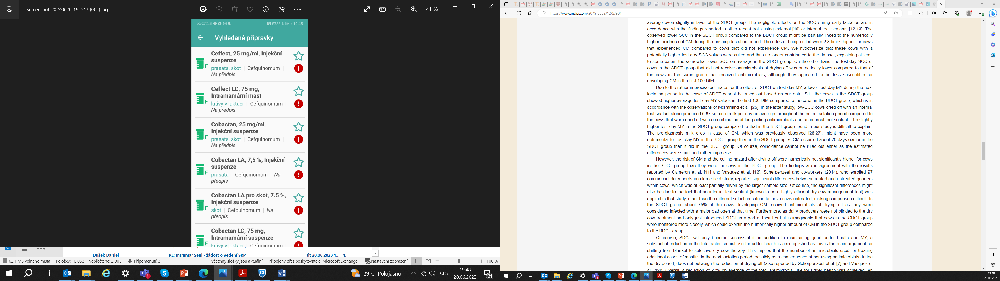 Screenshot_20230620-194517 (002).jpg
41 %
O2.CZ
33 %
19:45
Vyhledané přípravky
Ceffect, 25 mg/ml, Injekční
suspenze
F
prasata, skot | Cefquinomum |
Na předpis
Ceffect LC, 75 mg,
Intramamární mast
F
krávy v laktaci | Cefquinomum |
Na předpis
Cobactan, 25 mg/ml,
Injekční suspenze
F
prasata, skot | Cefquinomum |
Na předpis
Cobactan LA, 7,5 %, Injekční
suspenze
F
prasata | Cefquinomum | Na
předpis
Cobactan LA pro skot, 7.5 %,
Injekční suspenze
F
skot | Cefquinomum | Na
předpis
Cobactan LC, 75 mg,
Intramamární suspenze
F
krávy v laktaci | Cefquinomum |
Dušek Daniel RE: Intramar Seal - žádost o vedení SRP út 20.06.2023 1... 4.
62,1 MB volného místa Položky: 10 053 Nepřečteno: 2 903 Připomenutí: 3 Všechny složky jsou aktuální. Připojený přes poskytovatele: Microsoft Exchange Nastavení zobrazení 100 %
29°C Polojasno CES 19:48
20.06.2023
21
https://www.mdpi.com/2079-6382/12/5/901
average even slightly in favor of the SDCT group. The negligible effects on the SCC during early lactation are in
accordance with the findings reported in other recent trails using external [10] or internal teat sealants [12,13]. The
observed lower SCC in the SDCT group compared to the BDCT group might be partially linked to the numerically
higher incidence of CM during the ensuing lactation period. The odds of being culled were 2.3 times higher for cows
that experienced CM compared to cows that did not experience CM. We hypothesize that these cows with a
potentially higher test-day SCC values were culled and thus no longer contributed to the dataset, explaining at least
to some extent the somewhat lower SCC on average in the SDCT group. On the other hand, the test-day SCC of
cows in the SDCT group that did not receive antimicrobials at drying off was numerically lower compared to that of
the cows in the same group that received antimicrobials, although they appeared to be less susceptible for
developing CM in the first 100 DIM.
Due to the rather imprecise estimates for the effect of SDCT on test-day MY, a lower test-day MY during the next
lactation period in the case of SDCT cannot be ruled out based on our data. Still, the cows in the SDCT group
showed higher average test-day MY values in the first 100 DIM compared to the cows in the BDCT group, which is in
accordance with the observations of McParland et al. [25]. In the latter study, low-SCC cows dried off with an internal
teat sealant alone produced 0.67 kg more milk per day on average throughout the entire lactation period compared to
the cows that were dried off with a combination of long-acting antimicrobials and an internal teat sealant. The slightly
higher test-day MY in the SDCT group compared to that in the BDCT group found in our study is difficult to explain.
The pre-diagnosis milk drop in case of CM, which was previously observed [26,27], might have been more
detrimental for test-day MY in the BDCT group than in the SDCT group as CM occurred about 20 days earlier in the
SDCT group than it did in the BDCT group. Of course, coincidence cannot be ruled out either as the estimated
differences were small and rather imprecise.
However, the risk of CM and the culling hazard after drying off were numerically not significantly higher for cows
in the SDCT group than they were for cows in the BDCT group. The findings are in agreement with the results
reported by Cameron et al. [11] and Vasquez et al. [12]. Scherpenzeel and co-workers (2014), who enrolled 97
commercial dairy herds in a large field study, reported significant differences between treated and untreated quarters
within cows, which was at least partially driven by the larger sample size. Of course, the significant differences might
also be due to the fact that no internal teat sealant (known to be a highly efficient dry cow management tool) was
applied in that study, other than the different selection criteria to leave cows untreated, making comparison difficult. In
the SDCT group, about 75% of the cows developing CM received antimicrobials at drying off as they were
considered infected with a major pathogen at that time. Furthermore, as dairy producers were not blinded to the dry
cow treatment and only just introduced SDCT in a part of their herd, it is imaginable that cows in the SDCT group
were monitored more closely, which could explain the numerically higher amount of CM in the SDCT group compared
to the BDCT group.
Of course, SDCT will only become successful if, in addition to maintaining good udder health and MY, a
substantial reduction in the total antimicrobial use for udder health is accomplished as this is the main argument for
shifting from blanket to selective dry cow therapy. This implies that the number of antimicrobials used for treating
additional cases of mastitis in the next lactation period, possibly as a consequence of not using antimicrobials during
the dry period, does not outweigh the reduction at drying off (also reported by Scherpenzeel et al. [7] and Vasquez et
al. [12]). Overall, a reduction of 22% on average of the total antimicrobial use for udder health was achieved. An
19:48
20.06.2023